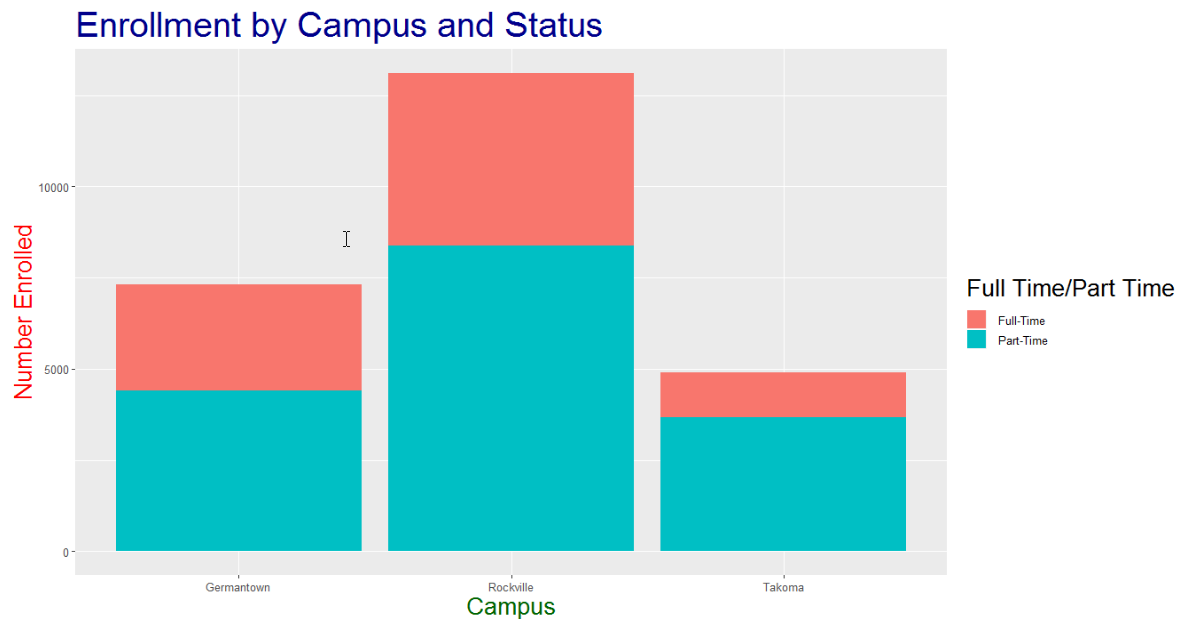 Enrollment by Campus and Status
Number Enrolled
10000
5000
0
Germantown
Rockville
Takoma
Campus
Full Time/Part Time
Full-Time
Part-Time